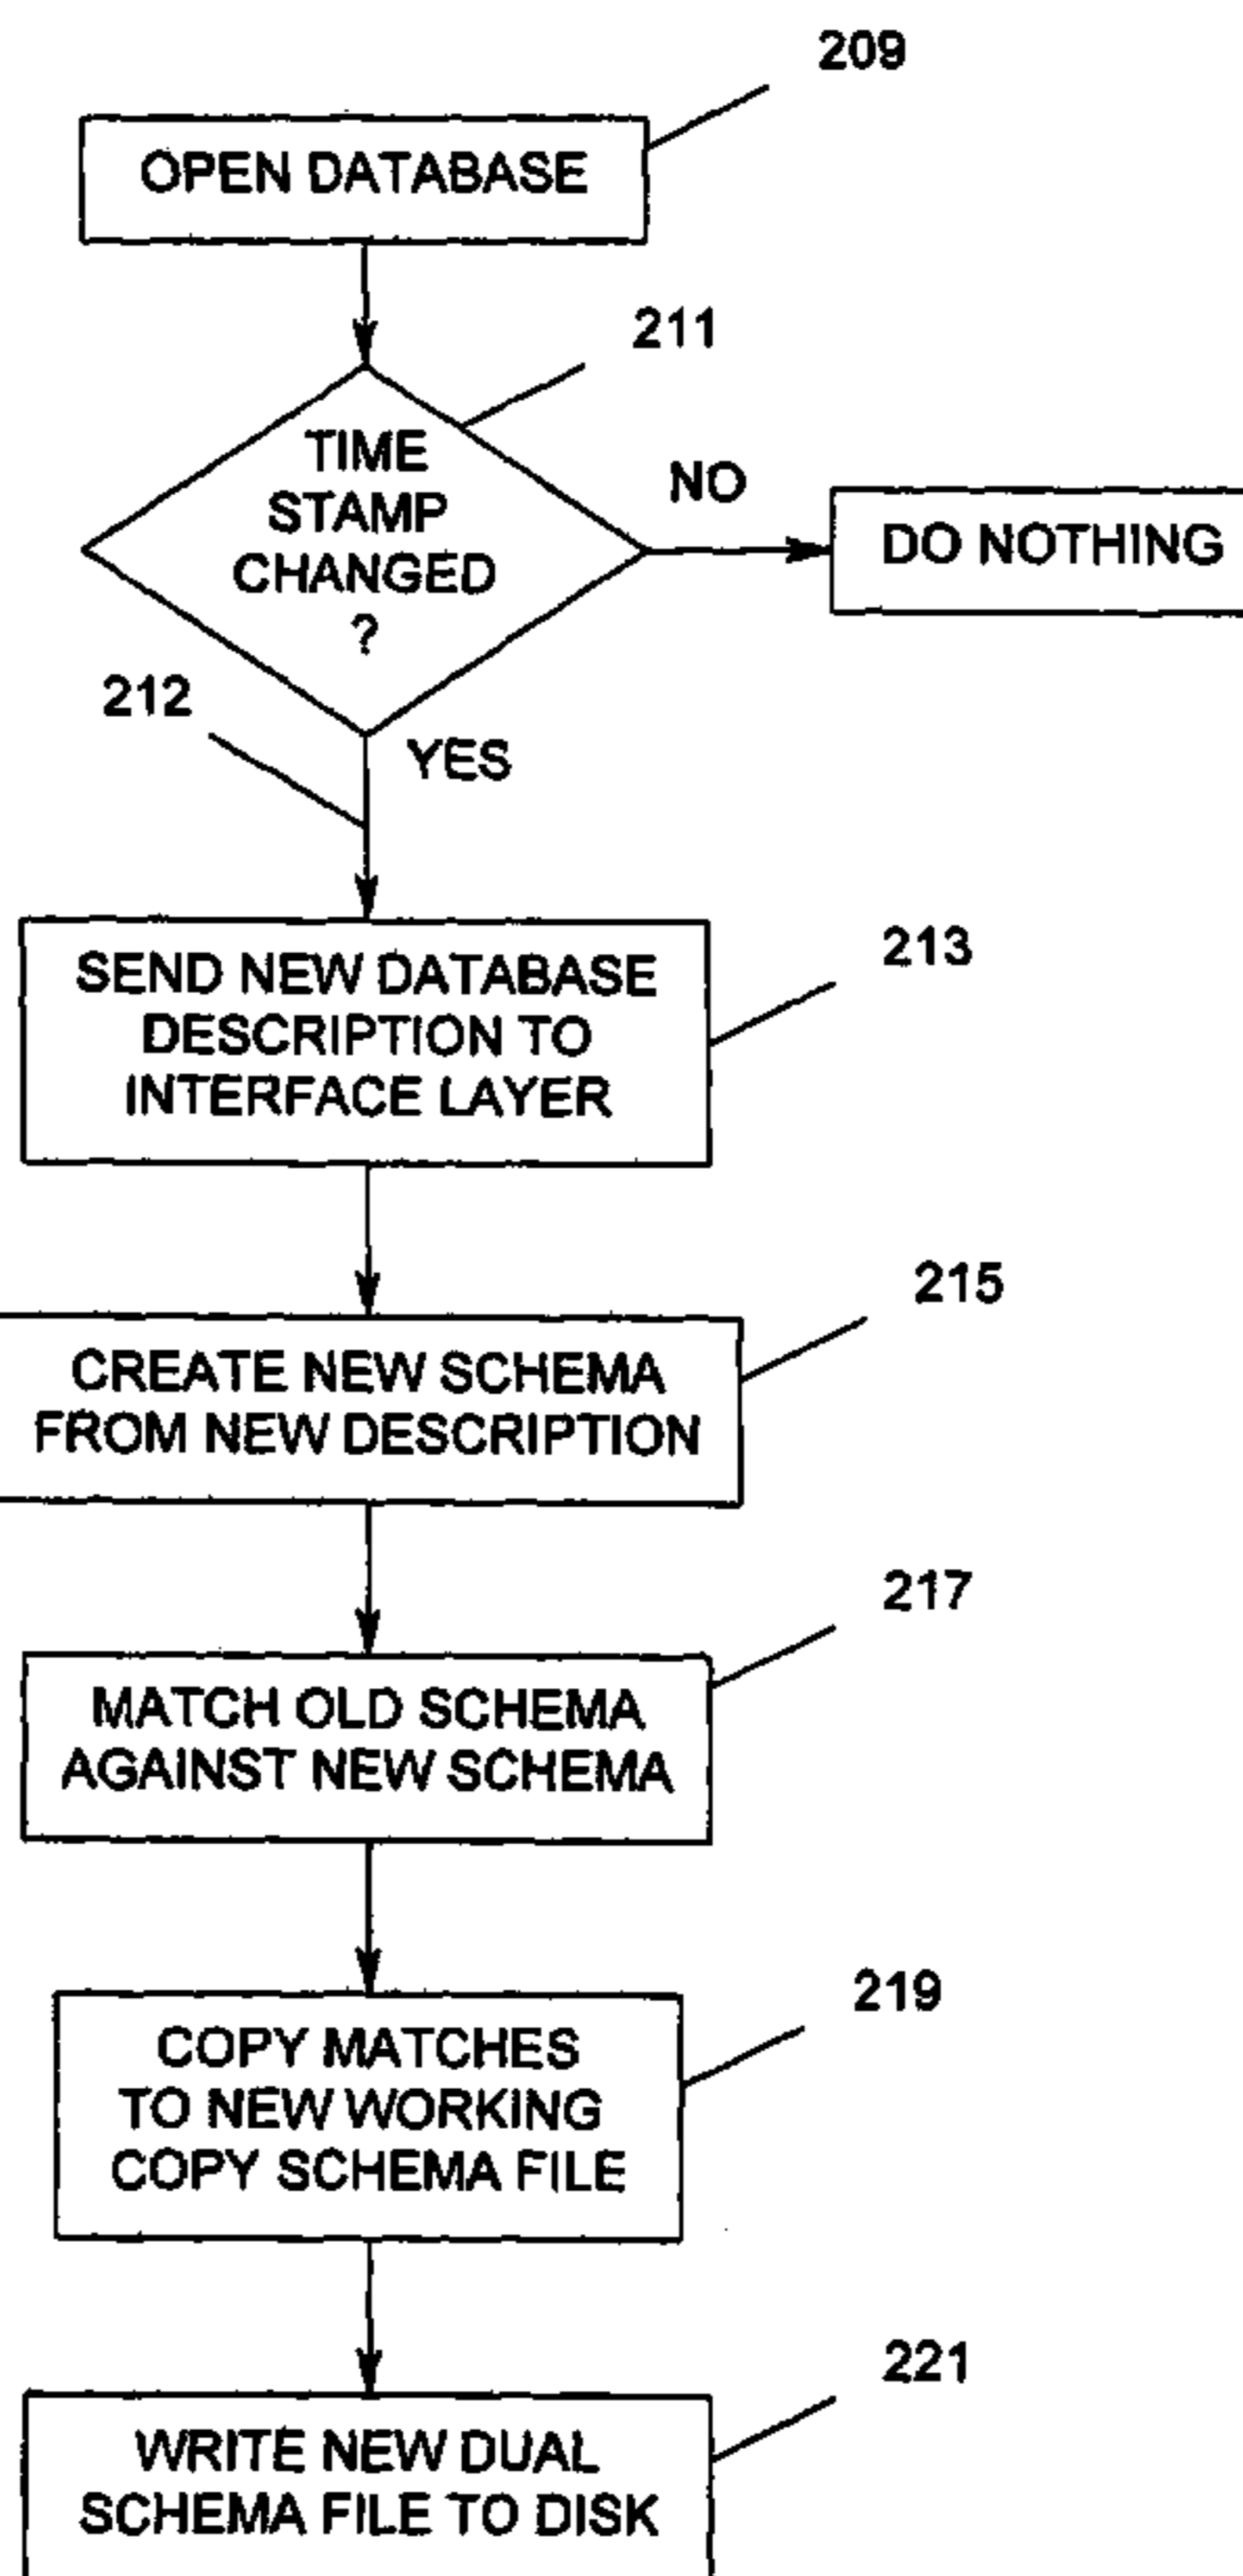 209
OPEN DATABASE
211
TIME
STAMP
CHANGED
?
NO
DO NOTHING
212
YES
213
SEND NEW DATABASE
DESCRIPTION TO
INTERFACE LAYER
215
CREATE NEW SCHEMA
FROM NEW DESCRIPTION
217
MATCH OLD SCHEMA
AGAINST NEW SCHEMA
219
COPY MATCHES
TO NEW WORKING
COPY SCHEMA FILE
221
WRITE NEW DUAL
SCHEMA FILE TO DISK